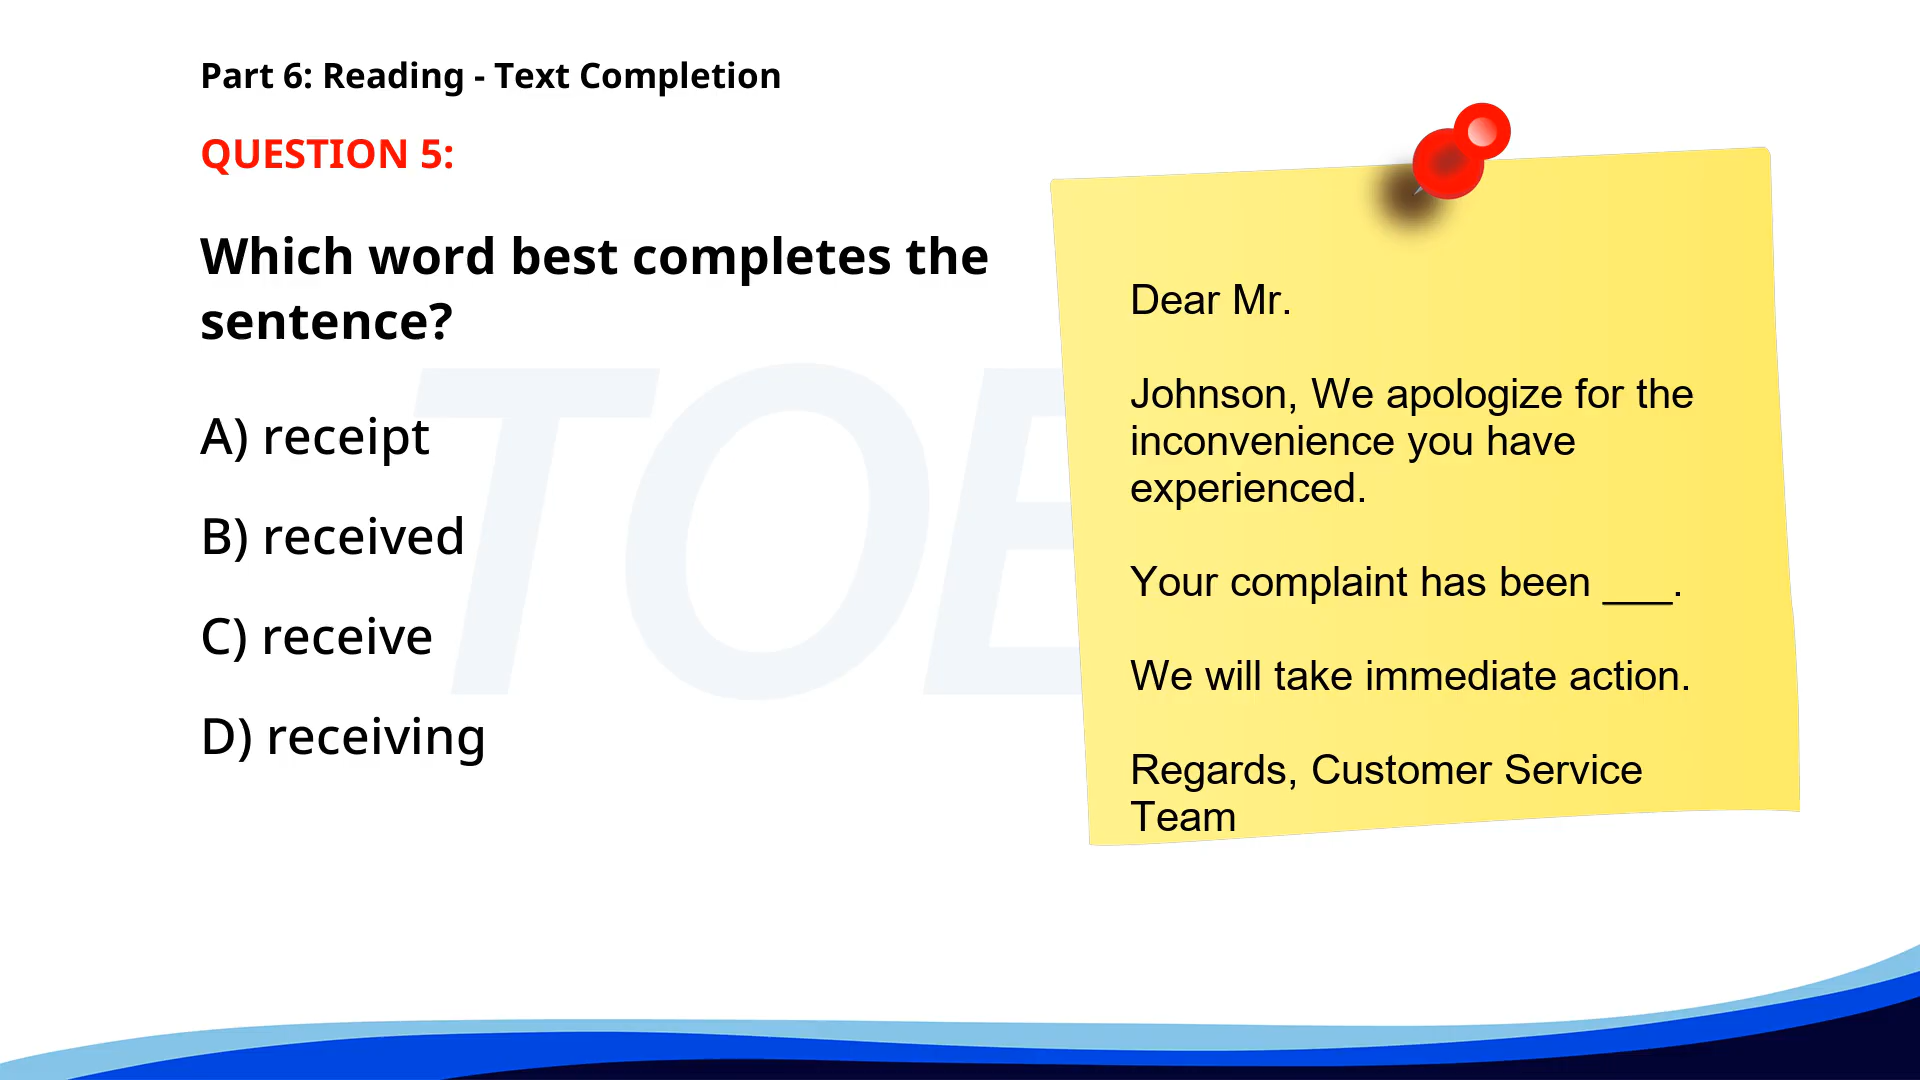 Part 6: Reading - Text Completion
QUESTION 5:
Which word best completes the
sentence?
A) receipt
B) received
C) receive
D) receiving
Dear Mr.
Johnson, We apologize for the
inconvenience you have
experienced.
Your complaint has been ___.
We will take immediate action.
Regards, Customer Service
Team
TOE